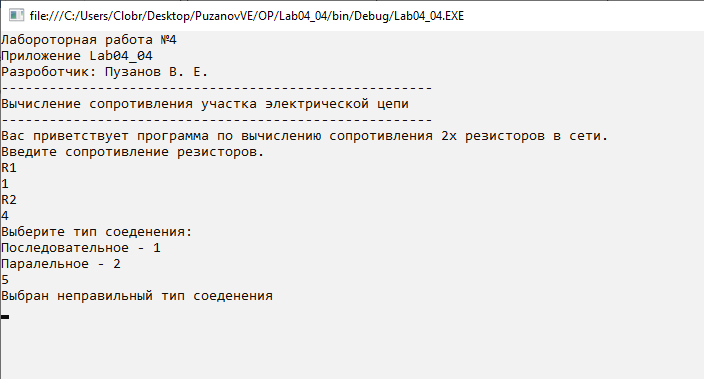 file:///C:/Users/Clobr/Desktop/PuzanovVE/OP/Lab04_04/bin/Debug/Lab04_04.EXE
Лабороторная работа №4
Приложение Lab04_04
Разработчик: Пузанов В. Е.
-----------------------------------------------------
Вычисление сопротивления участка электрической цепи
-----------------------------------------------------
Вас приветствует программа по вычислению сопротивления 2х резисторов в сети.
Введите сопротивление резисторов.
R1
1
R2
4
Выберите тип соеденения:
Последовательное - 1
Паралельное - 2
5
Выбран неправильный тип соеденения